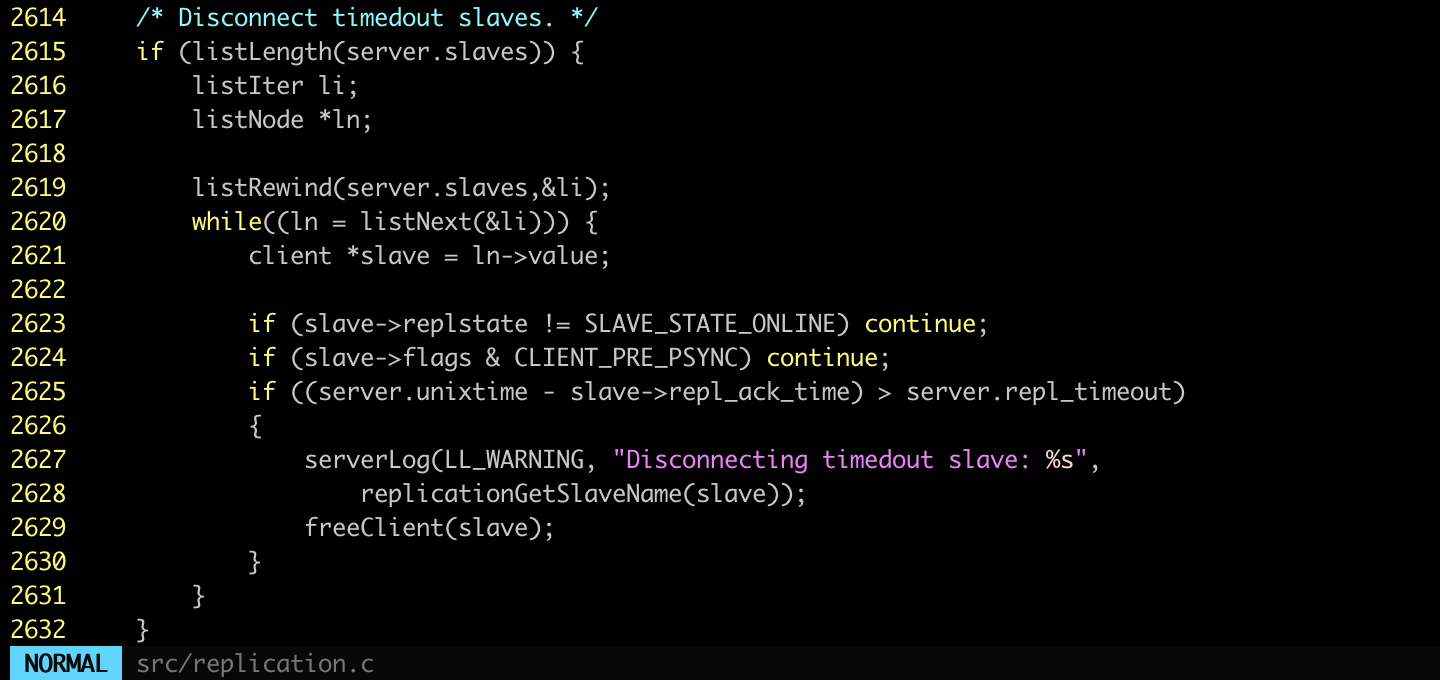 2614     /* Disconnect timedout slaves. */
2615     if (listLength(server.slaves)) {
2616         listIter li;
2617         listNode *ln;
2618
2619         listRewind(server.slaves,&li);
2620         while((ln = listNext(&li))) {
2621             client *slave = ln->value;
2622
2623             if (slave->replstate != SLAVE_STATE_ONLINE) continue;
2624             if (slave->flags & CLIENT_PRE_PSYNC) continue;
2625             if ((server.unixtime - slave->repl_ack_time) > server.repl_timeout)
2626             {
2627                 serverLog(LL_WARNING, "Disconnecting timedout slave: %s",
2628                     replicationGetSlaveName(slave));
2629                 freeClient(slave);
2630             }
2631         }
2632     }
NORMAL src/replication.c